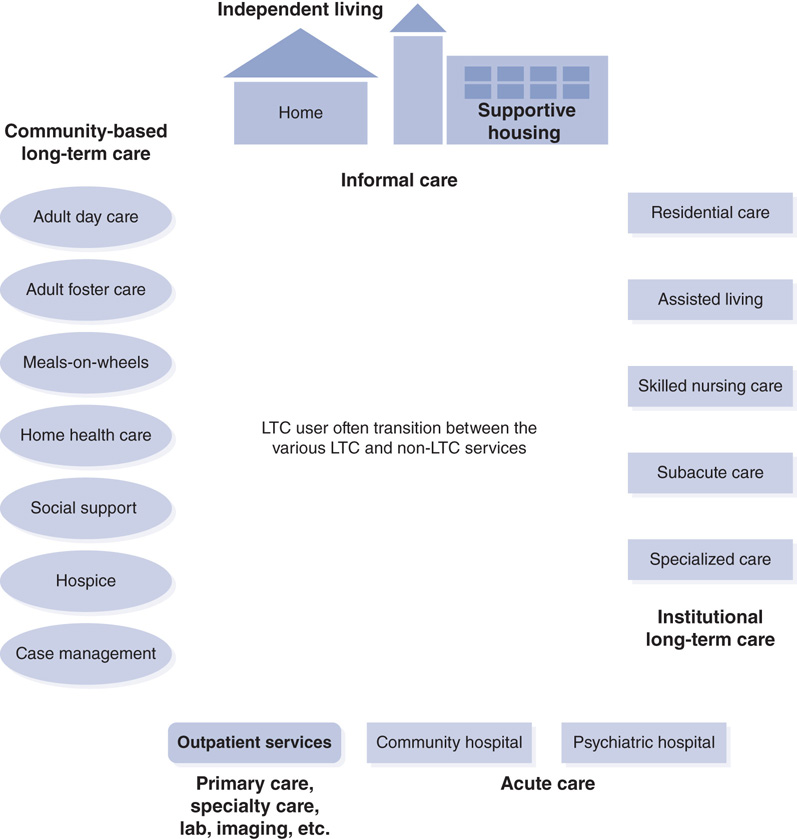 Independent living
Home
Supportive
housing
Informal care
Community-based
long-term care
Adult day care
Adult foster care
Meals-on-wheels
Home health care
Social support
Hospice
Case management
LTC user often transition between the
various LTC and non-LTC services
Residential care
Assisted living
Skilled nursing care
Subacute care
Specialized care
Institutional
long-term care
Outpatient services
Primary care,
specialty care,
lab, imaging, etc.
Community hospital
Psychiatric hospital
Acute care